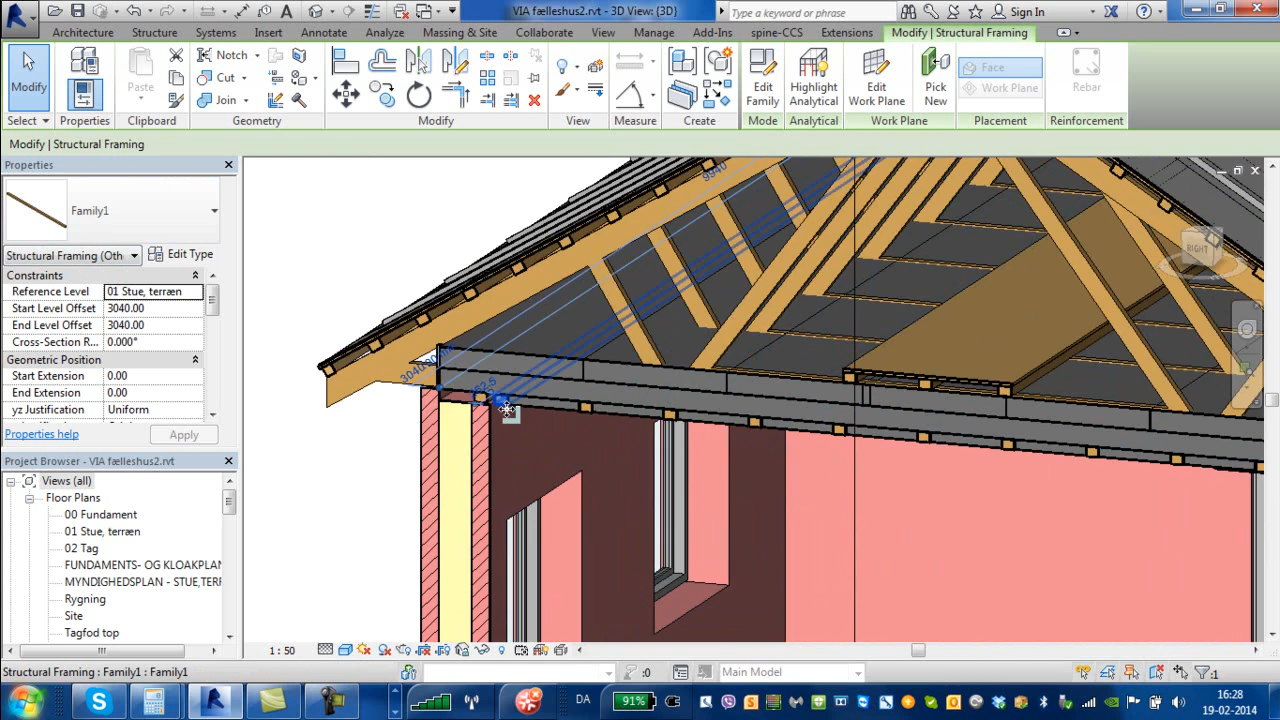 VIA fælleshus2.rvt - 3D View: {3D}
Type a keyword or phrase
Sign In
Architecture Structure Systems Insert Annotate Analyze Massing & Site Collaborate View Manage Add-Ins spine-CCS Extensions Modify | Structural Framing
Modify
Paste
Notch
Cut
Join
Edit Family
Highlight Analytical
Edit Work Plane
Pick New
Face
Work Plane
Rebar
Select Properties Clipboard Geometry Modify View Measure Create Mode Analytical Work Plane Placement Reinforcement
Modify | Structural Framing
Properties
Family1
Structural Framing (Oth
Edit Type
Constraints
Reference Level 01 Stue, terræn
Start Level Offset 3040.00
End Level Offset 3040.00
Cross-Section R... 0.000°
Geometric Position
Start Extension 0.00
End Extension 0.00
yz Justification Uniform
Properties help
Apply
Project Browser - VIA fælleshus2.rvt
Views (all)
Floor Plans
00 Fundament
01 Stue, terræn
02 Tag
FUNDAMENTS- OG KLOAKPLAN
MYNDIGHEDSPLAN - STUE,TERF
Rygning
Site
Tagfod top
9940
RIGHT
1 : 50
Structural Framing : Family1 : Family1
:0
Main Model
:1
DA
91%
16:28
19-02-2014